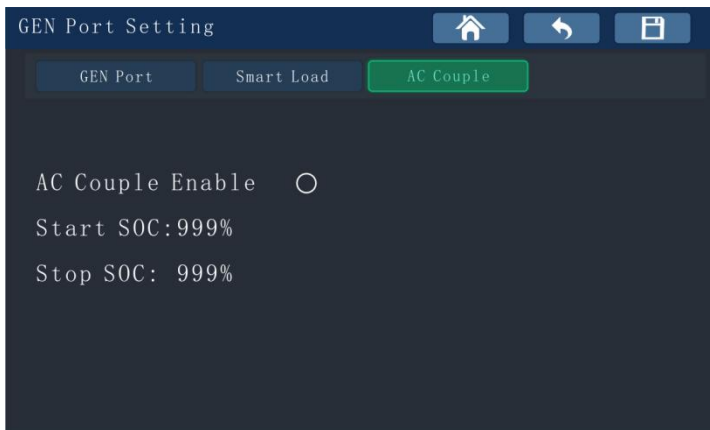 GEN Port Setting
GEN Port Smart Load AC Couple
AC Couple Enable
Start SOC:999%
Stop SOC: 999%